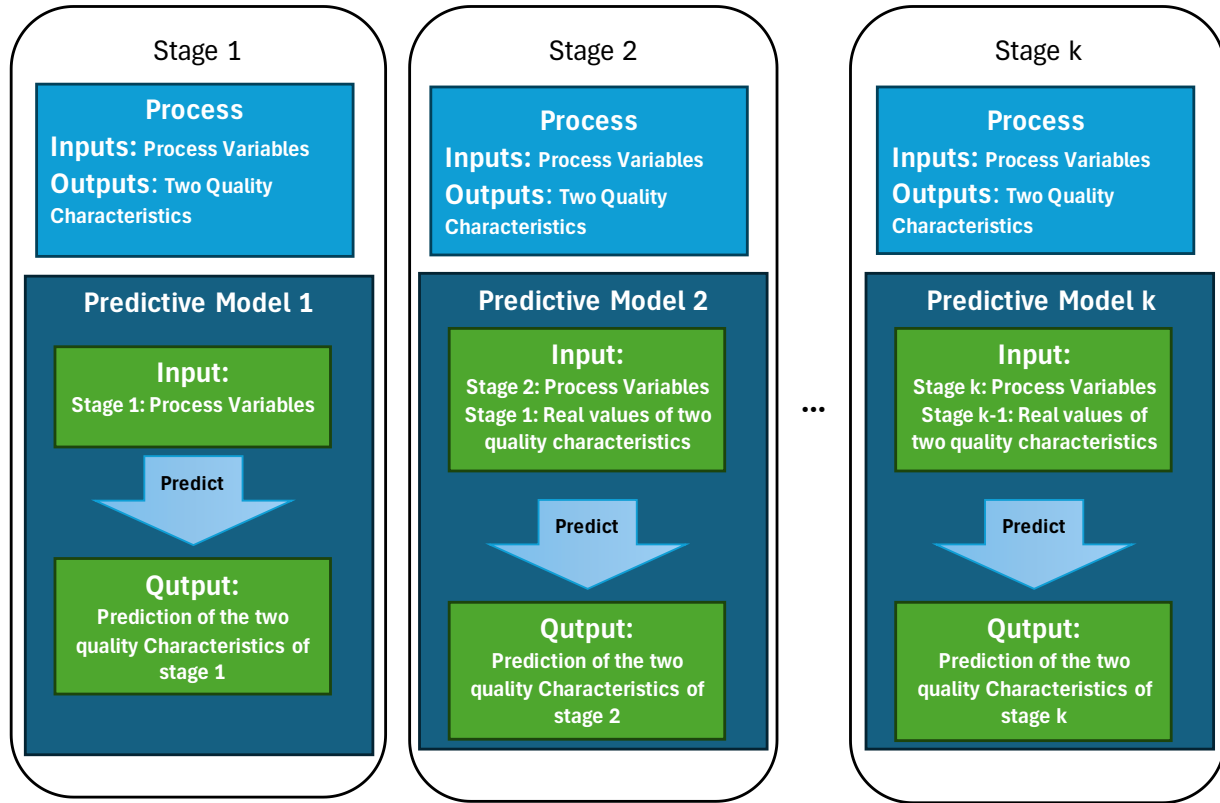 Stage 1
Process
Inputs: Process Variables
Outputs: Two Quality
Characteristics
Predictive Model 1
Input:
Stage 1: Process Variables
Predict
Qutput:
Prediction of the two
quality Characteristics of
stage 1
Stage 2
Process
Inputs: Process Variables
Outputs: Two Quality
Characteristics
Predictive Model 2
Input:
Stage 2: Process Variables
Stage 1: Real values of two
quality characteristics
Predict
Qutput:
Prediction of the two
quality Characteristics of
stage 2
...
Stage k
Process
Inputs: Process Variables
Outputs: Two Quality
Characteristics
Predictive Model k
Input:
Stage k: Process Variables
Stage k-1: Real values of
two quality characteristics
Predict
Qutput:
Prediction of the two
quality Characteristics of
stage k